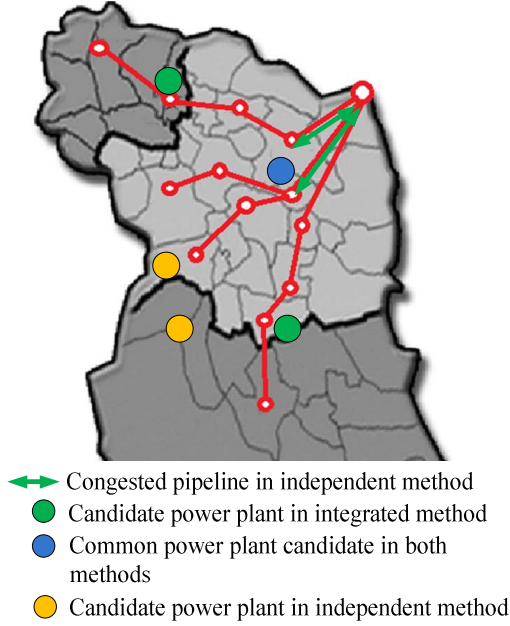 Congested pipeline in independent method
Candidate power plant in integrated method
Common power plant candidate in both
methods
Candidate power plant in independent method